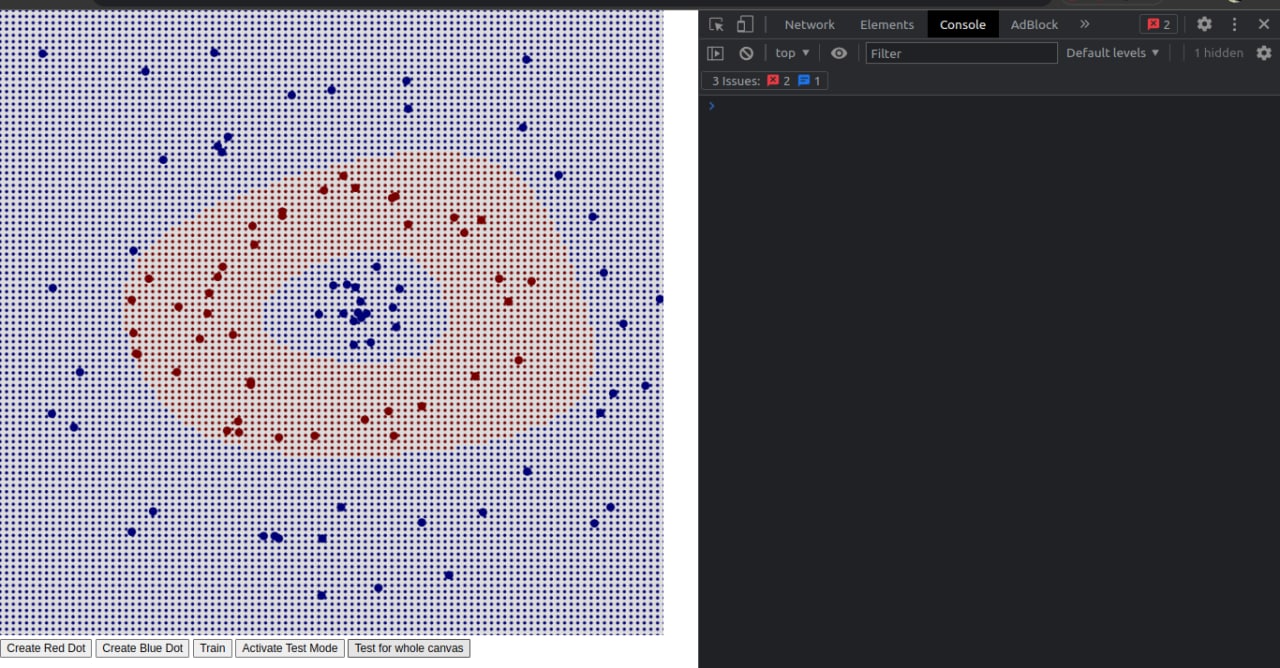 Network Elements Console AdBlock » 2
top ▼ Filter Default levels ▼ 1 hidden
3 Issues: 2 1
Create Red Dot Create Blue Dot Train Activate Test Mode Test for whole canvas